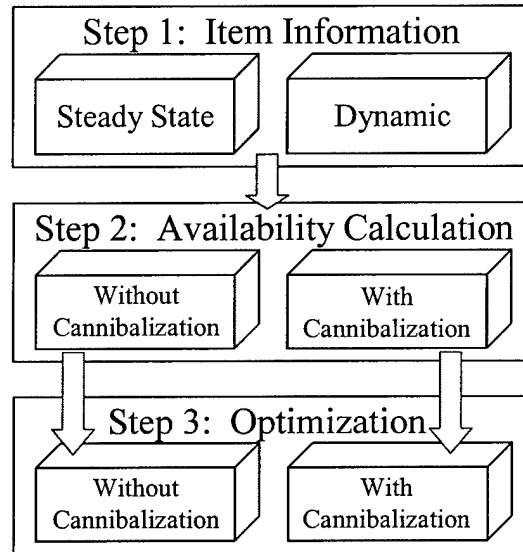 Step 1: Item Information
Steady State
Dynamic
Step 2: Availability Calculation
Without
Cannibalization
With
Cannibalization
Step 3: Optimization
Without
Cannibalization
With
Cannibalization